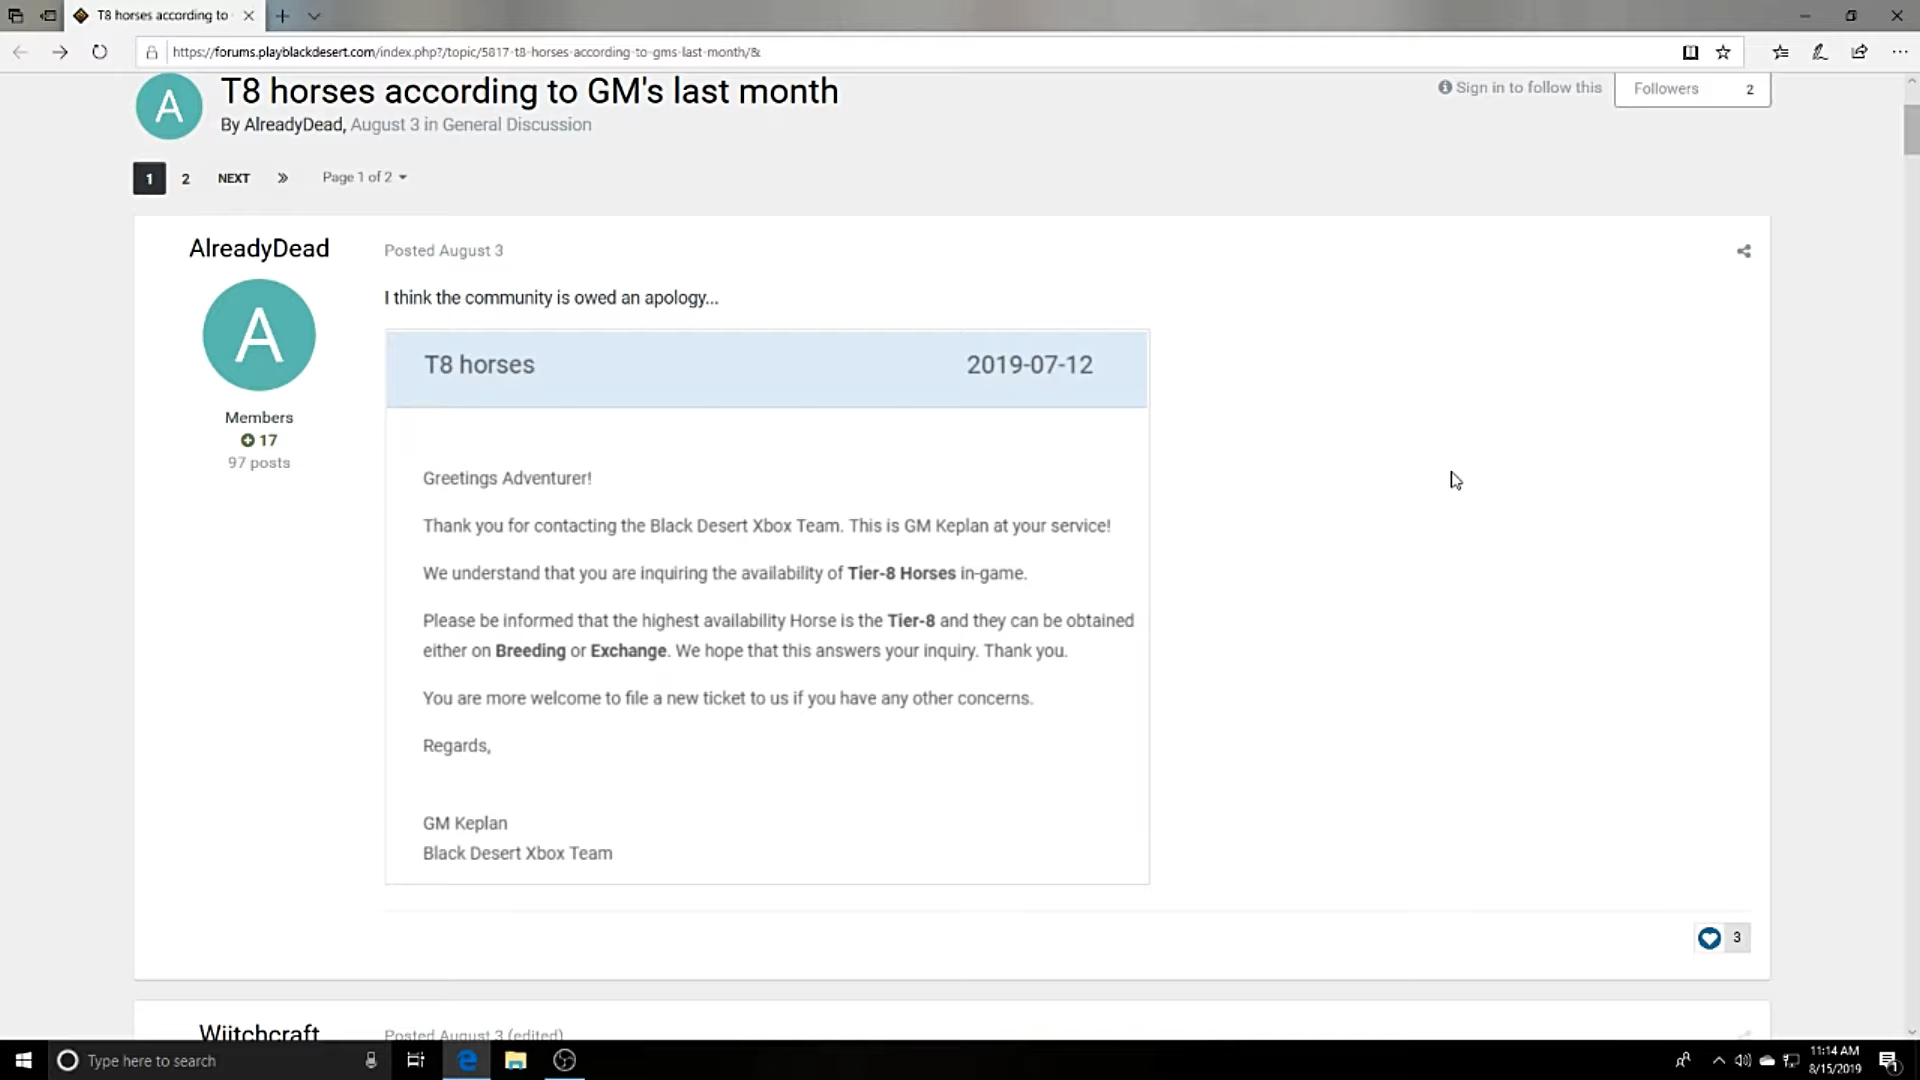 T8 horses according to
https://forums.playblackdesert.com/index.php?/topic/5817-t8-horses-according-to-gms-last-month/&
A
T8 horses according to GM's last month
By AlreadyDead, August 3 in General Discussion
Sign in to follow this
Followers 2
1 2 NEXT » Page 1 of 2
AlreadyDead
A
Members
17
97 posts
Posted August 3
I think the community is owed an apology...
T8 horses 2019-07-12
Greetings Adventurer!
Thank you for contacting the Black Desert Xbox Team. This is GM Keplan at your service!
We understand that you are inquiring the availability of Tier-8 Horses in-game.
Please be informed that the highest availability Horse is the Tier-8 and they can be obtained
either on Breeding or Exchange. We hope that this answers your inquiry. Thank you.
You are more welcome to file a new ticket to us if you have any other concerns.
Regards,
GM Keplan
Black Desert Xbox Team
3
Wiitchcraft
Posted August 3 (edited)
Type here to search
11:14 AM
8/15/2019
1